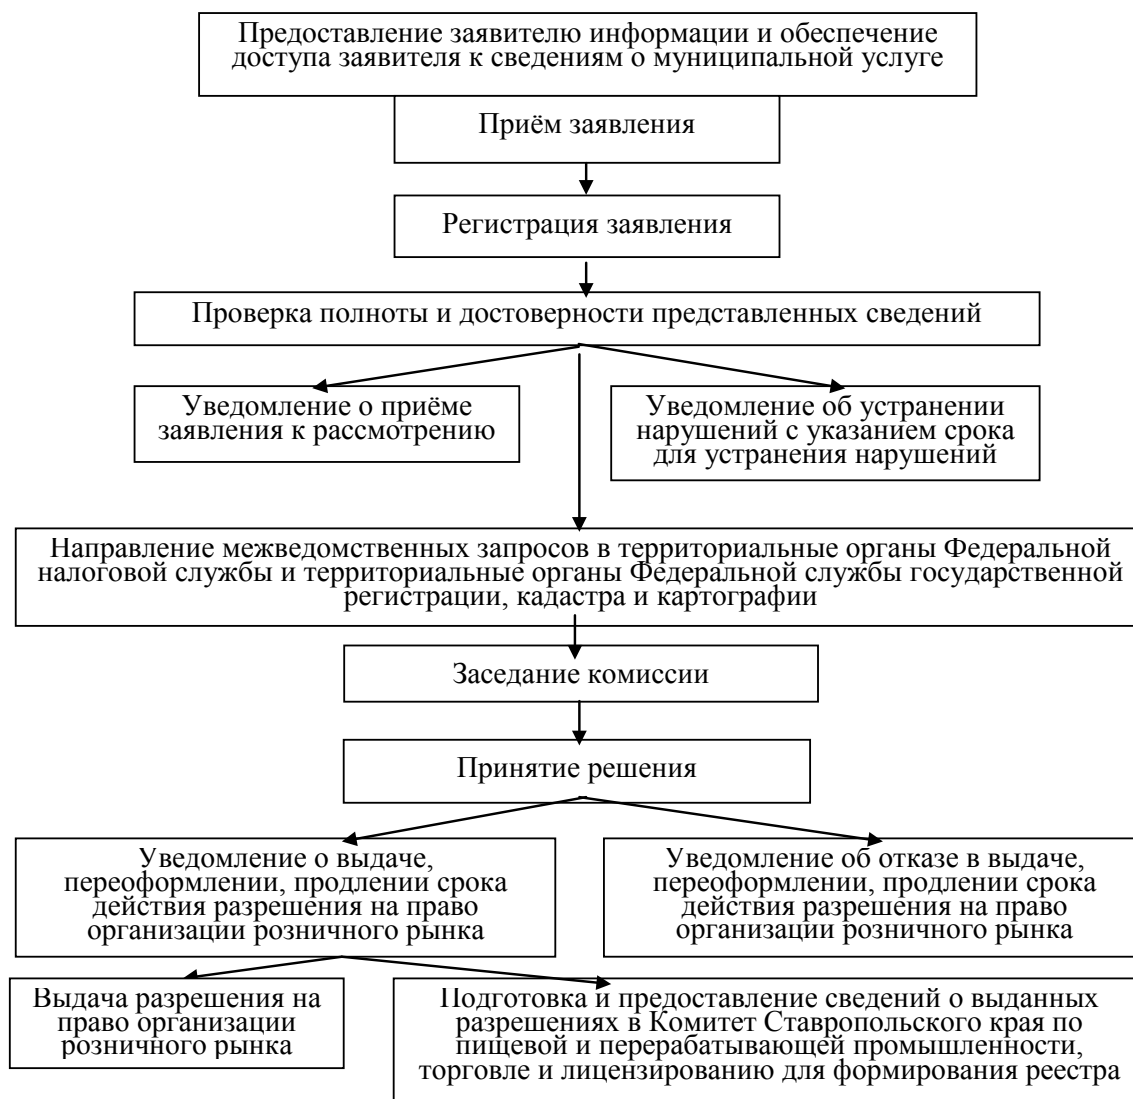 Предоставление заявителю информации и обеспечение
доступа заявителя к сведениям о муниципальной услуге
Приём заявления
Регистрация заявления
Проверка полноты и достоверности представленных сведений
Уведомление о приёме
заявления к рассмотрению
Уведомление об устранении
нарушений с указанием срока
для устранения нарушений
Направление межведомственных запросов в территориальные органы Федеральной
налоговой службы и территориальные органы Федеральной службы государственной
регистрации, кадастра и картографии
Заседание комиссии
Принятие решения
Уведомление о выдаче,
переоформлении, продлении срока
действия разрешения на право
организации розничного рынка
Уведомление об отказе в выдаче,
переоформлении, продлении срока
действия разрешения на право
организации розничного рынка
Выдача разрешения на
право организации
розничного рынка
Подготовка и предоставление сведений о выданных
разрешениях в Комитет Ставропольского края по
пищевой и перерабатывающей промышленности,
торговле и лицензированию для формирования реестра